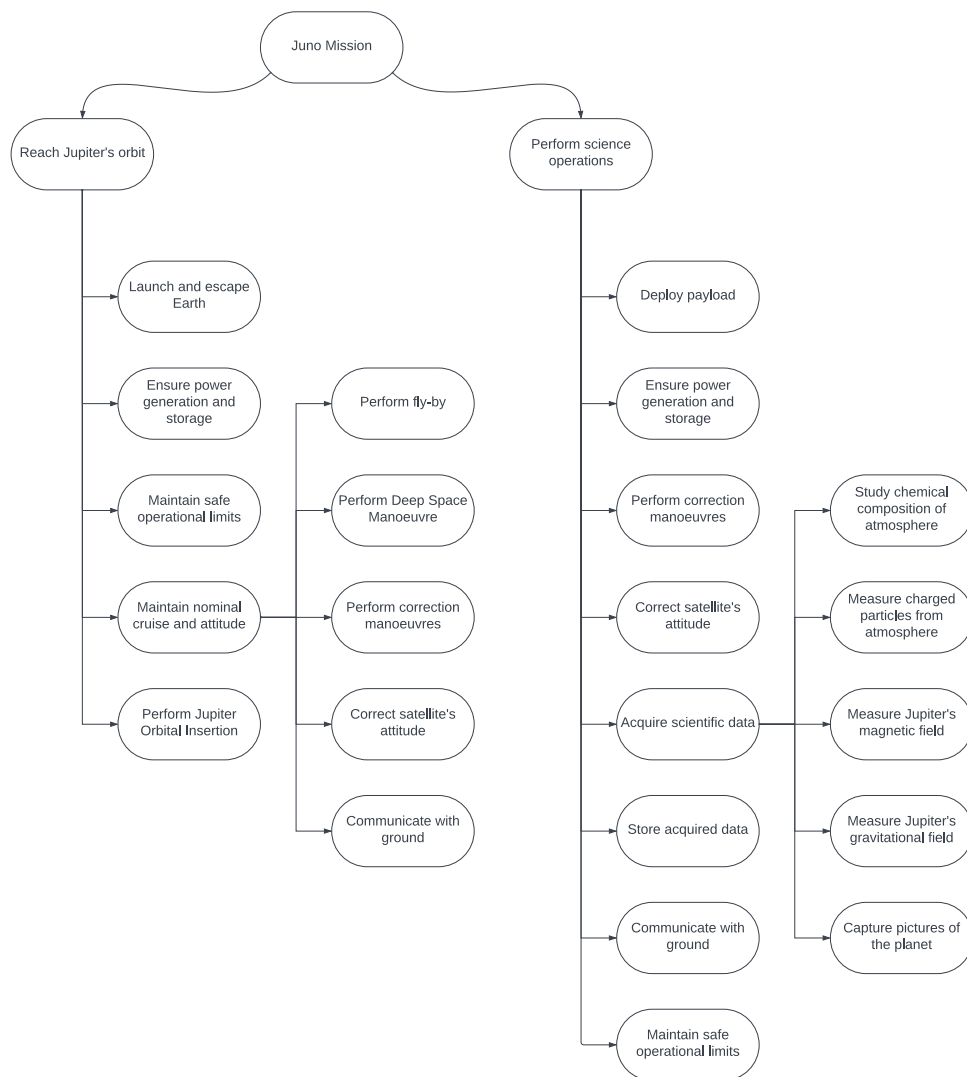 Juno Mission
Reach Jupiter's orbit
Perform science
operations
Launch and escape
Earth
Ensure power
generation and
storage
Maintain safe
operational limits
Maintain nominal
cruise and attitude
Perform Jupiter
Orbital Insertion
Perform fly-by
Perform Deep Space
Manoeuvre
Perform correction
manoeuvres
Correct satellite's
attitude
Communicate with
ground
Deploy payload
Ensure power
generation and
storage
Perform correction
manoeuvres
Correct satellite's
attitude
Acquire scientific data
Store acquired data
Communicate with
ground
Maintain safe
operational limits
Study chemical
composition of
atmosphere
Measure charged
particles from
atmosphere
Measure Jupiter's
magnetic field
Measure Jupiter's
gravitational field
Capture pictures of
the planet